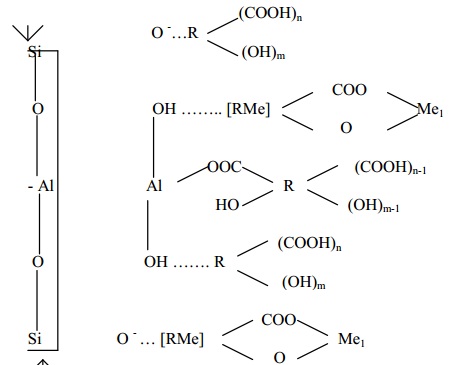 (COOH)n
O -…R
(OH)m
Si
COO
O OH …….. [RMe] Me1
O
OOC (COOH)n-1
- Al Al R
HO (OH)m-1
(COOH)n
O OH ……. R
(OH)m
COO
Si O -… [RMe] Me1
O